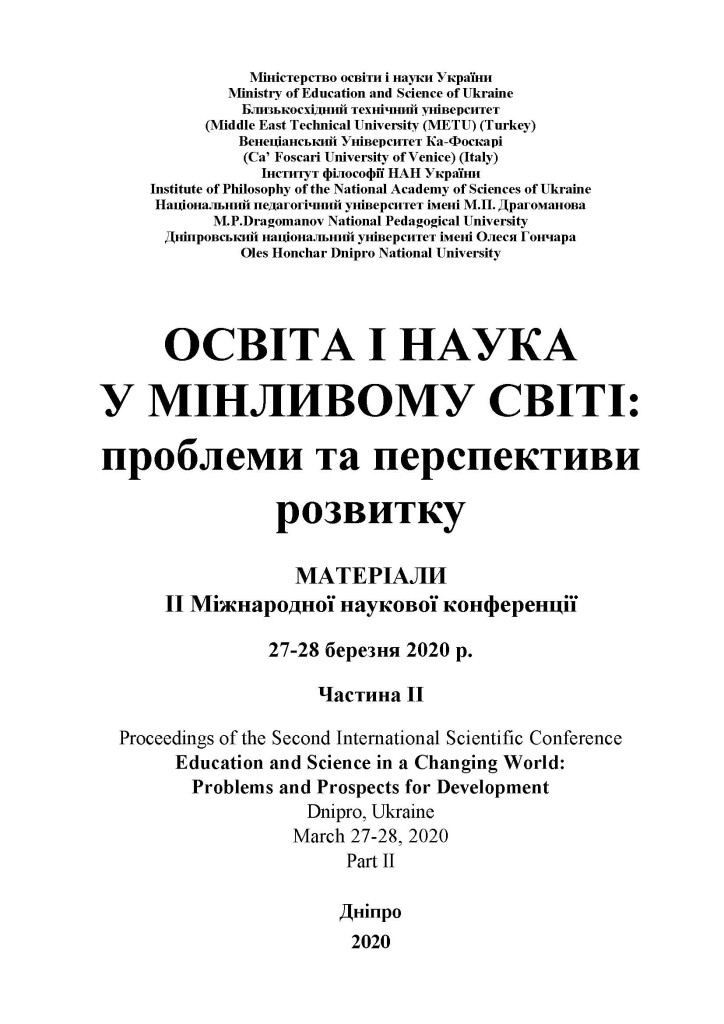 Міністерство освіти і науки України
Ministry of Education and Science of Ukraine
Близькосхідний технічний університет
(Middle East Technical University (METU) (Turkey)
Венеціанський Університет Ка-Фоскарі
(Ca’ Foscari University of Venice) (Italy)
Інститут філософії НАН України
Institute of Philosophy of the National Academy of Sciences of Ukraine
Національний педагогічний університет імені М.П. Драгоманова
M.P.Dragomanov National Pedagogical University
Дніпровський національний університет імені Олеся Гончара
Oles Honchar Dnipro National University
ОСВІТА І НАУКА
У МІНЛИВОМУ СВІТІ:
проблеми та перспективи
розвитку
МАТЕРІАЛИ
ІІ Міжнародної наукової конференції
27-28 березня 2020 р.
Частина ІІ
Proceedings of the Second International Scientific Conference
Education and Science in a Changing World:
Problems and Prospects for Development
Dnipro, Ukraine
March 27-28, 2020
Part II
Дніпро
2020